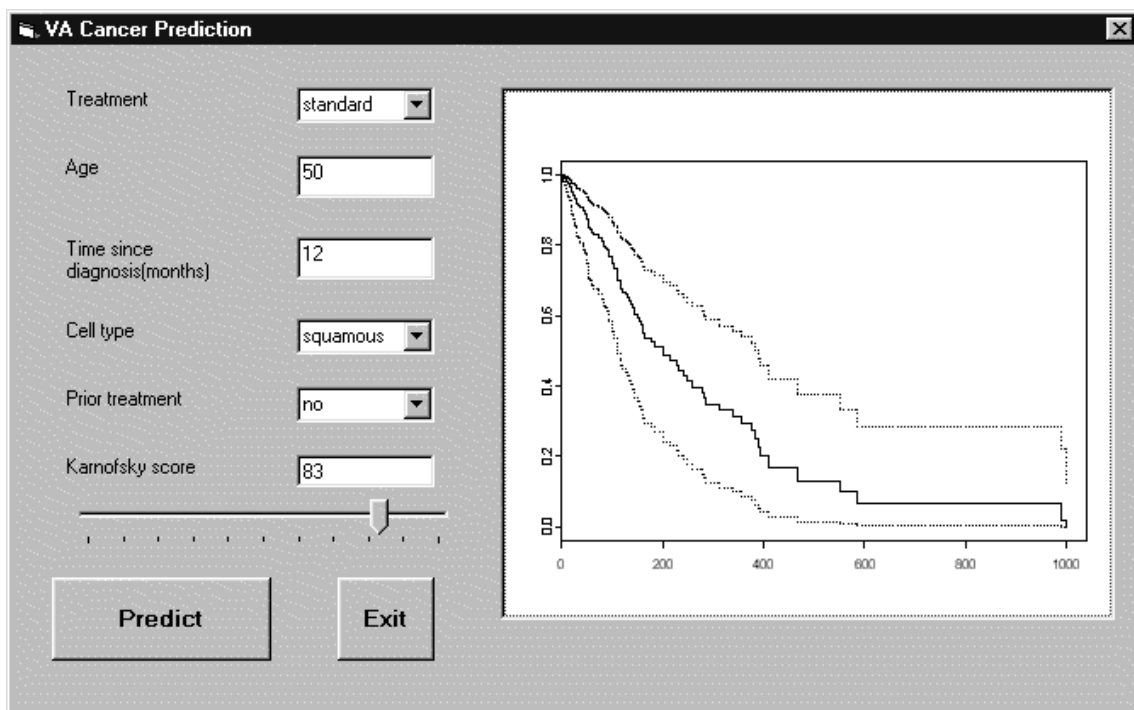 VA Cancer Prediction
Treatment
standard
Age
50
Time since
diagnosis(months)
12
Cell type
squamous
Prior treatment
no
Karnofsky score
83
Predict
Exit
1.0
0.8
0.6
0.4
0.2
0.0
0 200 400 600 800 1000